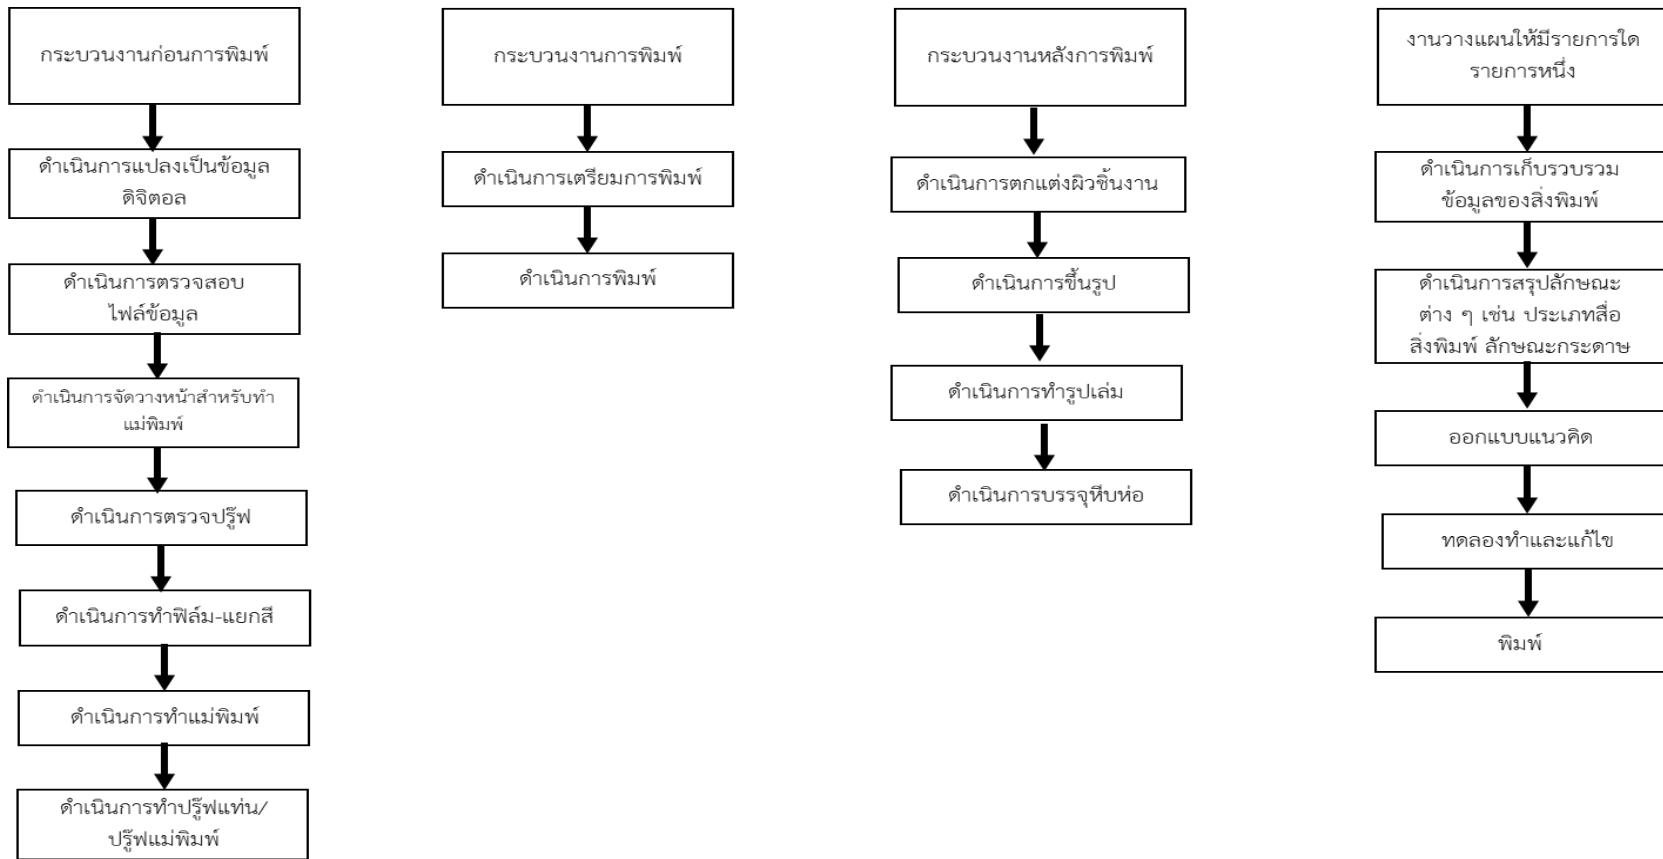 กระบวนงานก่อนการพิมพ์
ดำเนินการแปลงเป็นข้อมูล
ดิจิตอล
ดำเนินการตรวจสอบ
ไฟล์ข้อมูล
ดำเนินการจัดวางหน้าสำหรับทำ
แม่พิมพ์
ดำเนินการตรวจปรู๊ฟ
ดำเนินการทำฟิล์ม-แยกสี
ดำเนินการทำแม่พิมพ์
ดำเนินการทำปรู๊ฟแท่น/
ปรู๊ฟแม่พิมพ์
กระบวนงานการพิมพ์
ดำเนินการเตรียมการพิมพ์
ดำเนินการพิมพ์
กระบวนงานหลังการพิมพ์
ดำเนินการตกแต่งผิวชิ้นงาน
ดำเนินการขึ้นรูป
ดำเนินการทำรูปเล่ม
ดำเนินการบรรจุหีบห่อ
งานวางแผนให้มีรายการใด
รายการหนึ่ง
ดำเนินการเก็บรวบรวม
ข้อมูลของสิ่งพิมพ์
ดำเนินการสรุปลักษณะ
ต่าง ๆ เช่น ประเภทสื่อ
สิ่งพิมพ์ ลักษณะกระดาษ
ออกแบบแนวคิด
ทดลองทำและแก้ไข
พิมพ์